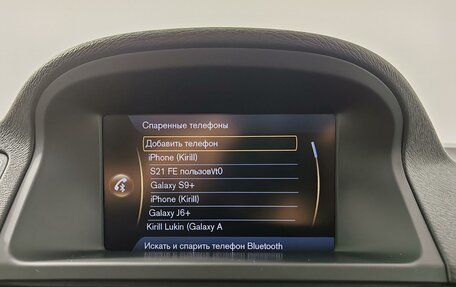 Спаренные телефоны
Добавить телефон
iPhone (Kirill)
S21 FE пользоvt0
Galaxy S9+
iPhone (Kirill)
Galaxy J6+
Kirill Lukin (Galaxy A
Искать и спарить телефон Bluetooth